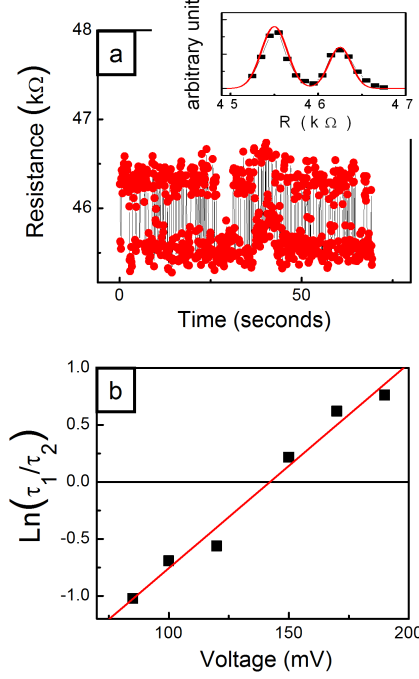 48
a
arbitrary unit
4 5
4 6
4 7
R ( k Ω )
47
46
Resistance (kΩ)
0
50
Time (seconds)
b
1.0
0.5
0.0
-0.5
-1.0
Ln(τ1/τ2)
100
150
200
Voltage (mV)